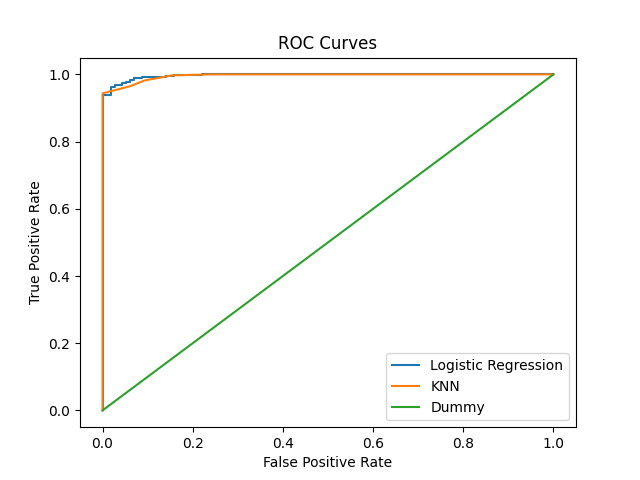 ROC Curves
True Positive Rate
1.0
0.8
0.6
0.4
0.2
0.0
Logistic Regression
KNN
Dummy
0.0 0.2 0.4 0.6 0.8 1.0
False Positive Rate